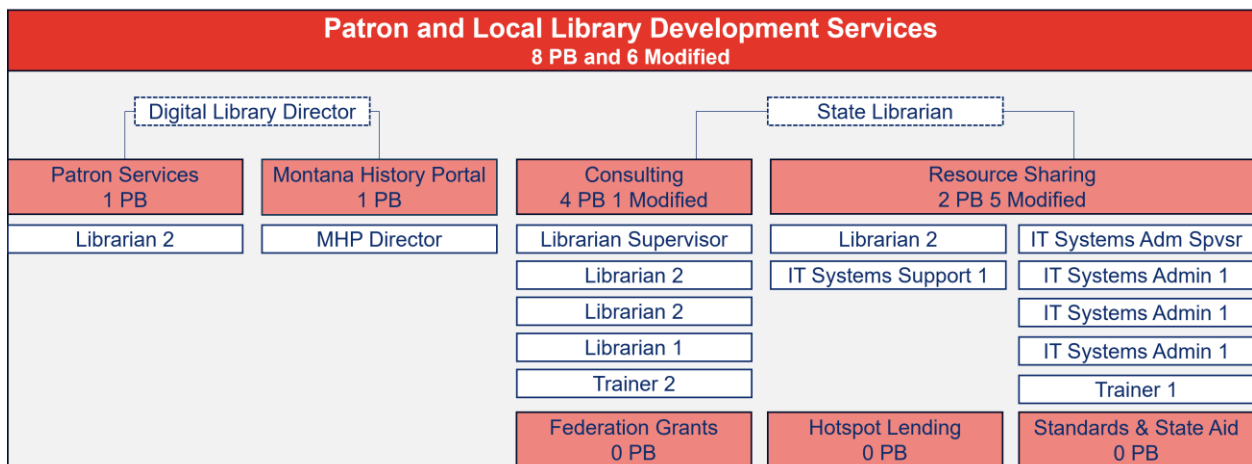 Patron and Local Library Development Services
8 PB and 6 Modified
Digital Library Director
State Librarian
Patron Services
1 PB
Librarian 2
Montana History Portal
1 PB
MHP Director
Consulting
4 PB 1 Modified
Librarian Supervisor
Librarian 2
Librarian 2
Librarian 1
Trainer 2
Resource Sharing
2 PB 5 Modified
Librarian 2
IT Systems Support 1
IT Systems Adm Spvsr
IT Systems Admin 1
IT Systems Admin 1
IT Systems Admin 1
Trainer 1
Federation Grants
0 PB
Hotspot Lending
0 PB
Standards & State Aid
0 PB